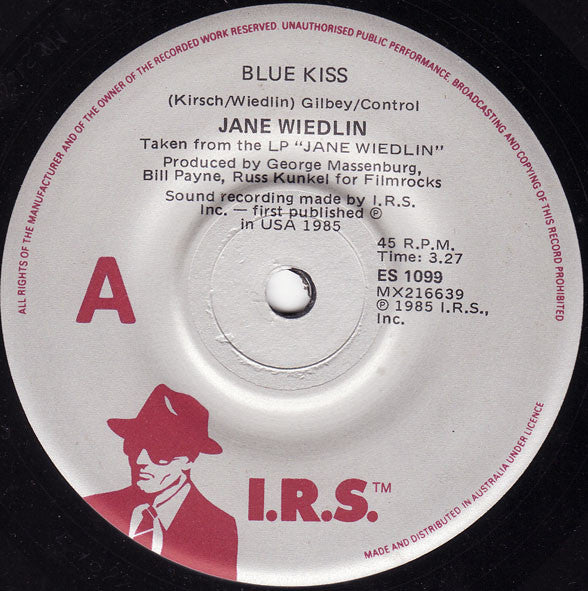 ALL RIGHTS OF THE MANUFACTURER AND OF THE OWNER OF THE RECORDED WORK RESERVED. UNAUTHORISED PUBLIC PERFORMANCE, BROADCASTING AND COPYING OF THIS RECORD PROHIBITED
BLUE KISS
(Kirsch/Wiedlin) Gilbey/Control
JANE WIEDLIN
Taken from the LP "JANE WIEDLIN"
Produced by George Massenburg,
Bill Payne, Russ Kunkel for Filmrocks
Sound recording made by I.R.S.
Inc. — first published ℗
in USA 1985
A
45 R.P.M.
Time: 3.27
ES 1099
MX216639
℗ 1985 I.R.S.,
Inc.
I.R.S.™
MADE AND DISTRIBUTED IN AUSTRALIA UNDER LICENCE